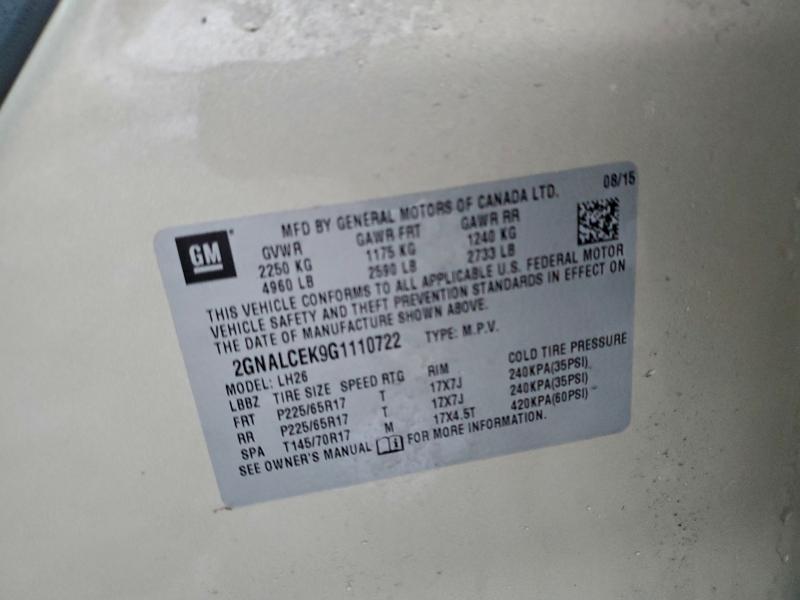 08/15
MFD BY GENERAL MOTORS OF CANADA LTD.
GM
GVWR GAWR FRT GAWR RR
2250 KG 1175 KG 1240 KG
4960 LB 2590 LB 2733 LB
THIS VEHICLE CONFORMS TO ALL APPLICABLE U.S. FEDERAL MOTOR
VEHICLE SAFETY AND THEFT PREVENTION STANDARDS IN EFFECT ON
THE DATE OF MANUFACTURE SHOWN ABOVE.
2GNALCEK9G1110722 TYPE: M.P.V.
MODEL: LH26
LBBZ TIRE SIZE SPEED RTG RIM COLD TIRE PRESSURE
FRT P225/65R17 T 17X7J 240KPA(35PSI)
RR P225/65R17 T 17X7J 240KPA(35PSI)
SPA T145/70R17 M 17X4.5T 420KPA(60PSI)
SEE OWNER'S MANUAL FOR MORE INFORMATION.